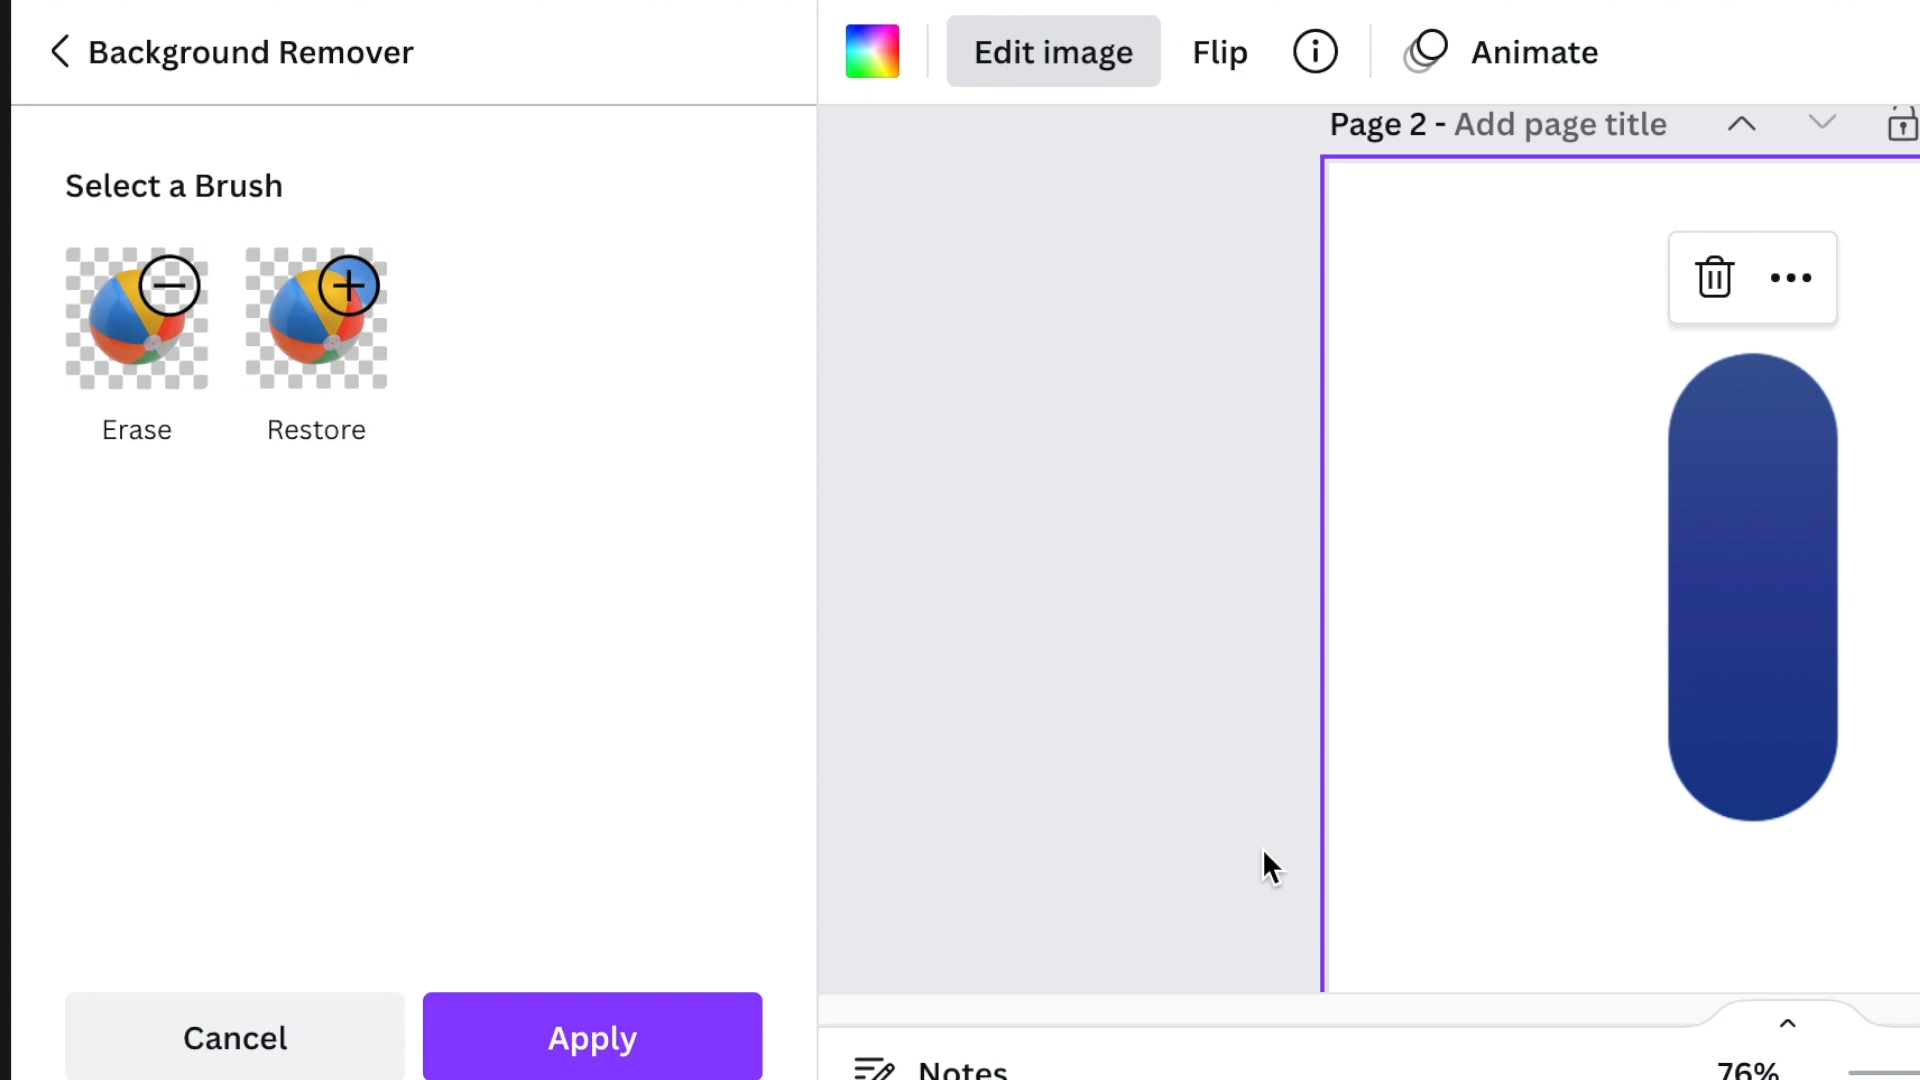 Background Remover
Edit image
Flip
Animate
Page 2 - Add page title
Select a Brush
Erase
Restore
Cancel
Apply
Notes
76%